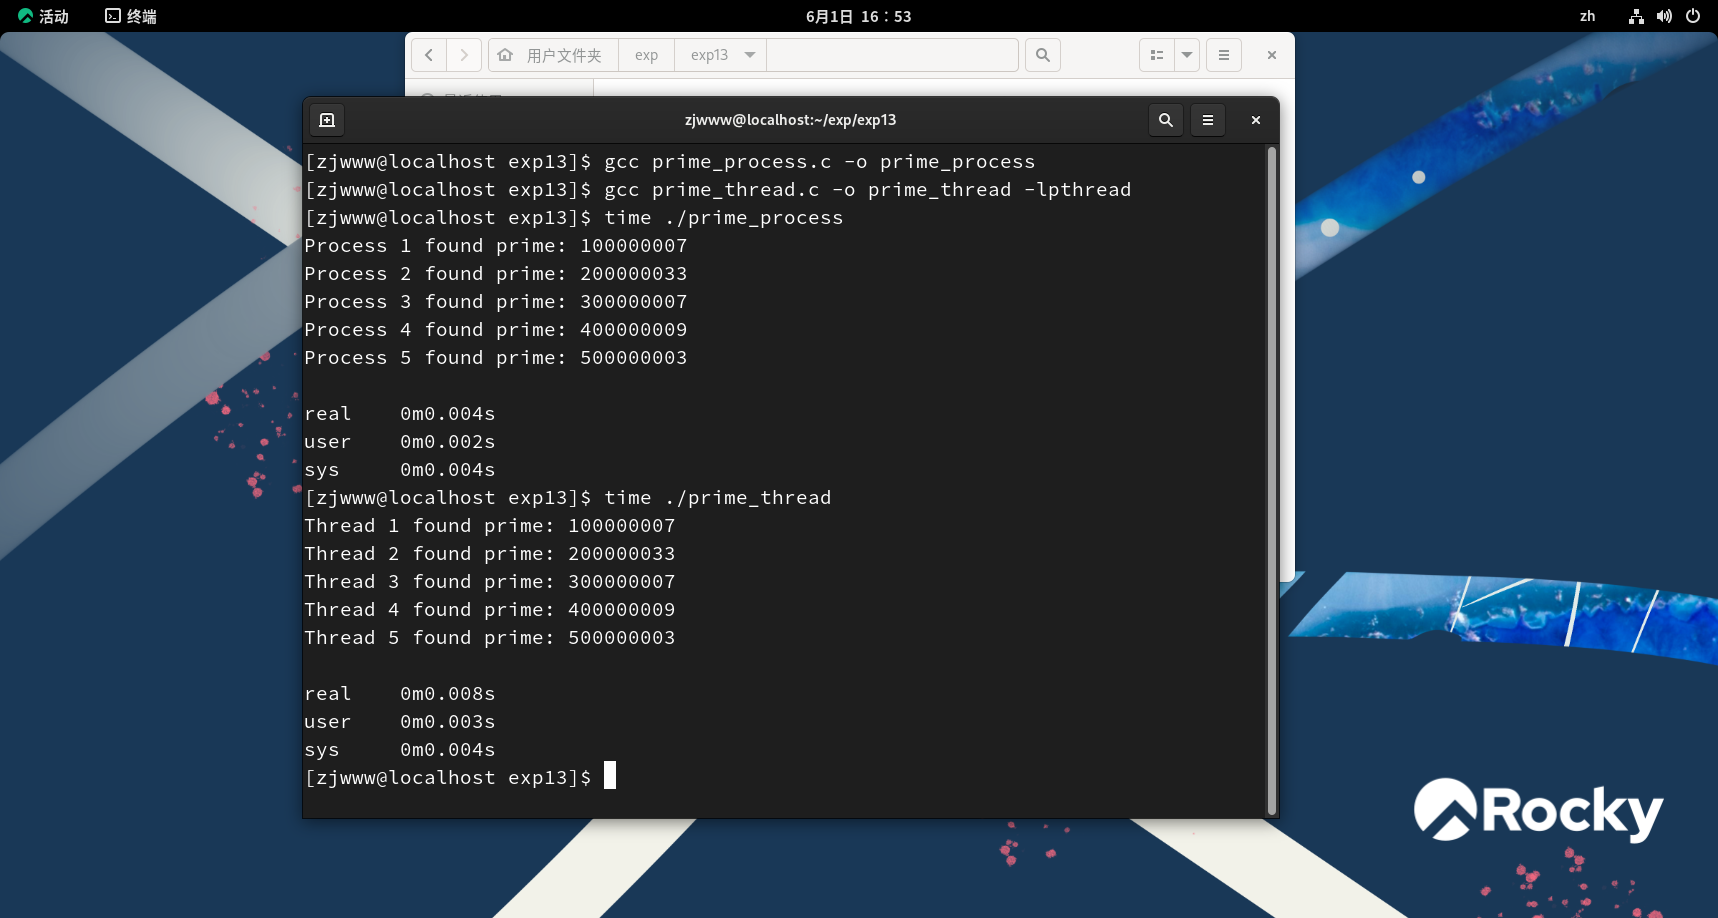 活动 终端 6月1日 16：53 zh
用户文件夹 exp exp13
zjwww@localhost:~/exp/exp13
[zjwww@localhost exp13]$ gcc prime_process.c -o prime_process
[zjwww@localhost exp13]$ gcc prime_thread.c -o prime_thread -lpthread
[zjwww@localhost exp13]$ time ./prime_process
Process 1 found prime: 100000007
Process 2 found prime: 200000033
Process 3 found prime: 300000007
Process 4 found prime: 400000009
Process 5 found prime: 500000003
real 0m0.004s
user 0m0.002s
sys 0m0.004s
[zjwww@localhost exp13]$ time ./prime_thread
Thread 1 found prime: 100000007
Thread 2 found prime: 200000033
Thread 3 found prime: 300000007
Thread 4 found prime: 400000009
Thread 5 found prime: 500000003
real 0m0.008s
user 0m0.003s
sys 0m0.004s
[zjwww@localhost exp13]$
Rocky